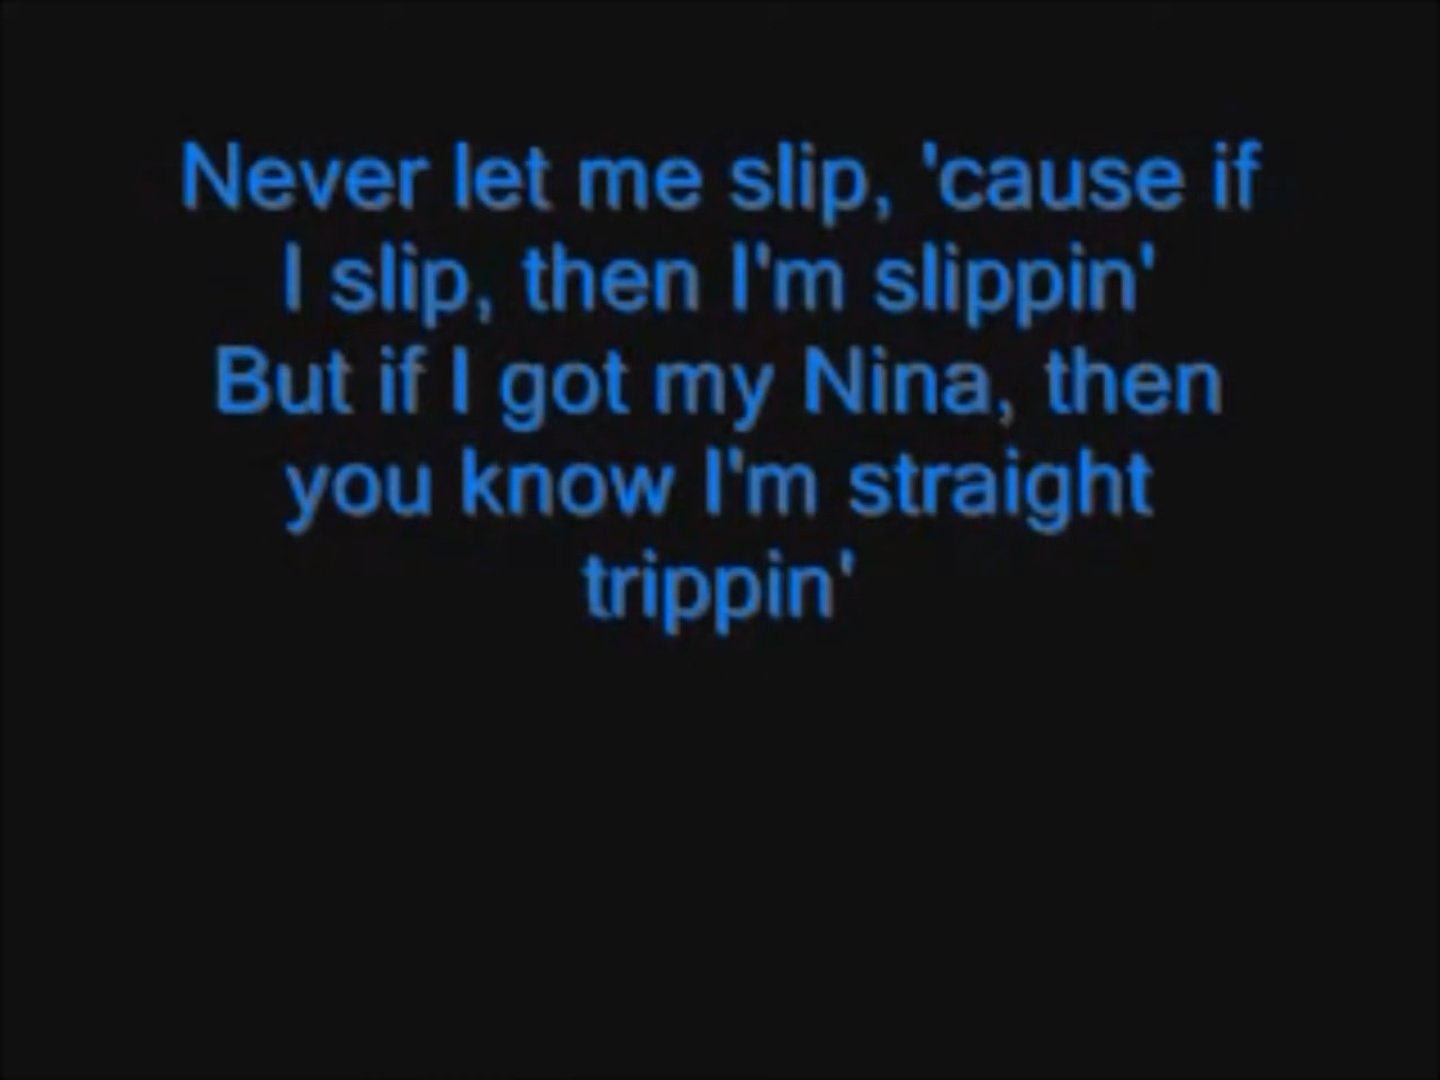 Never let me slip, 'cause if
I slip, then I'm slippin'
But if I got my Nina, then
you know I'm straight
trippin'